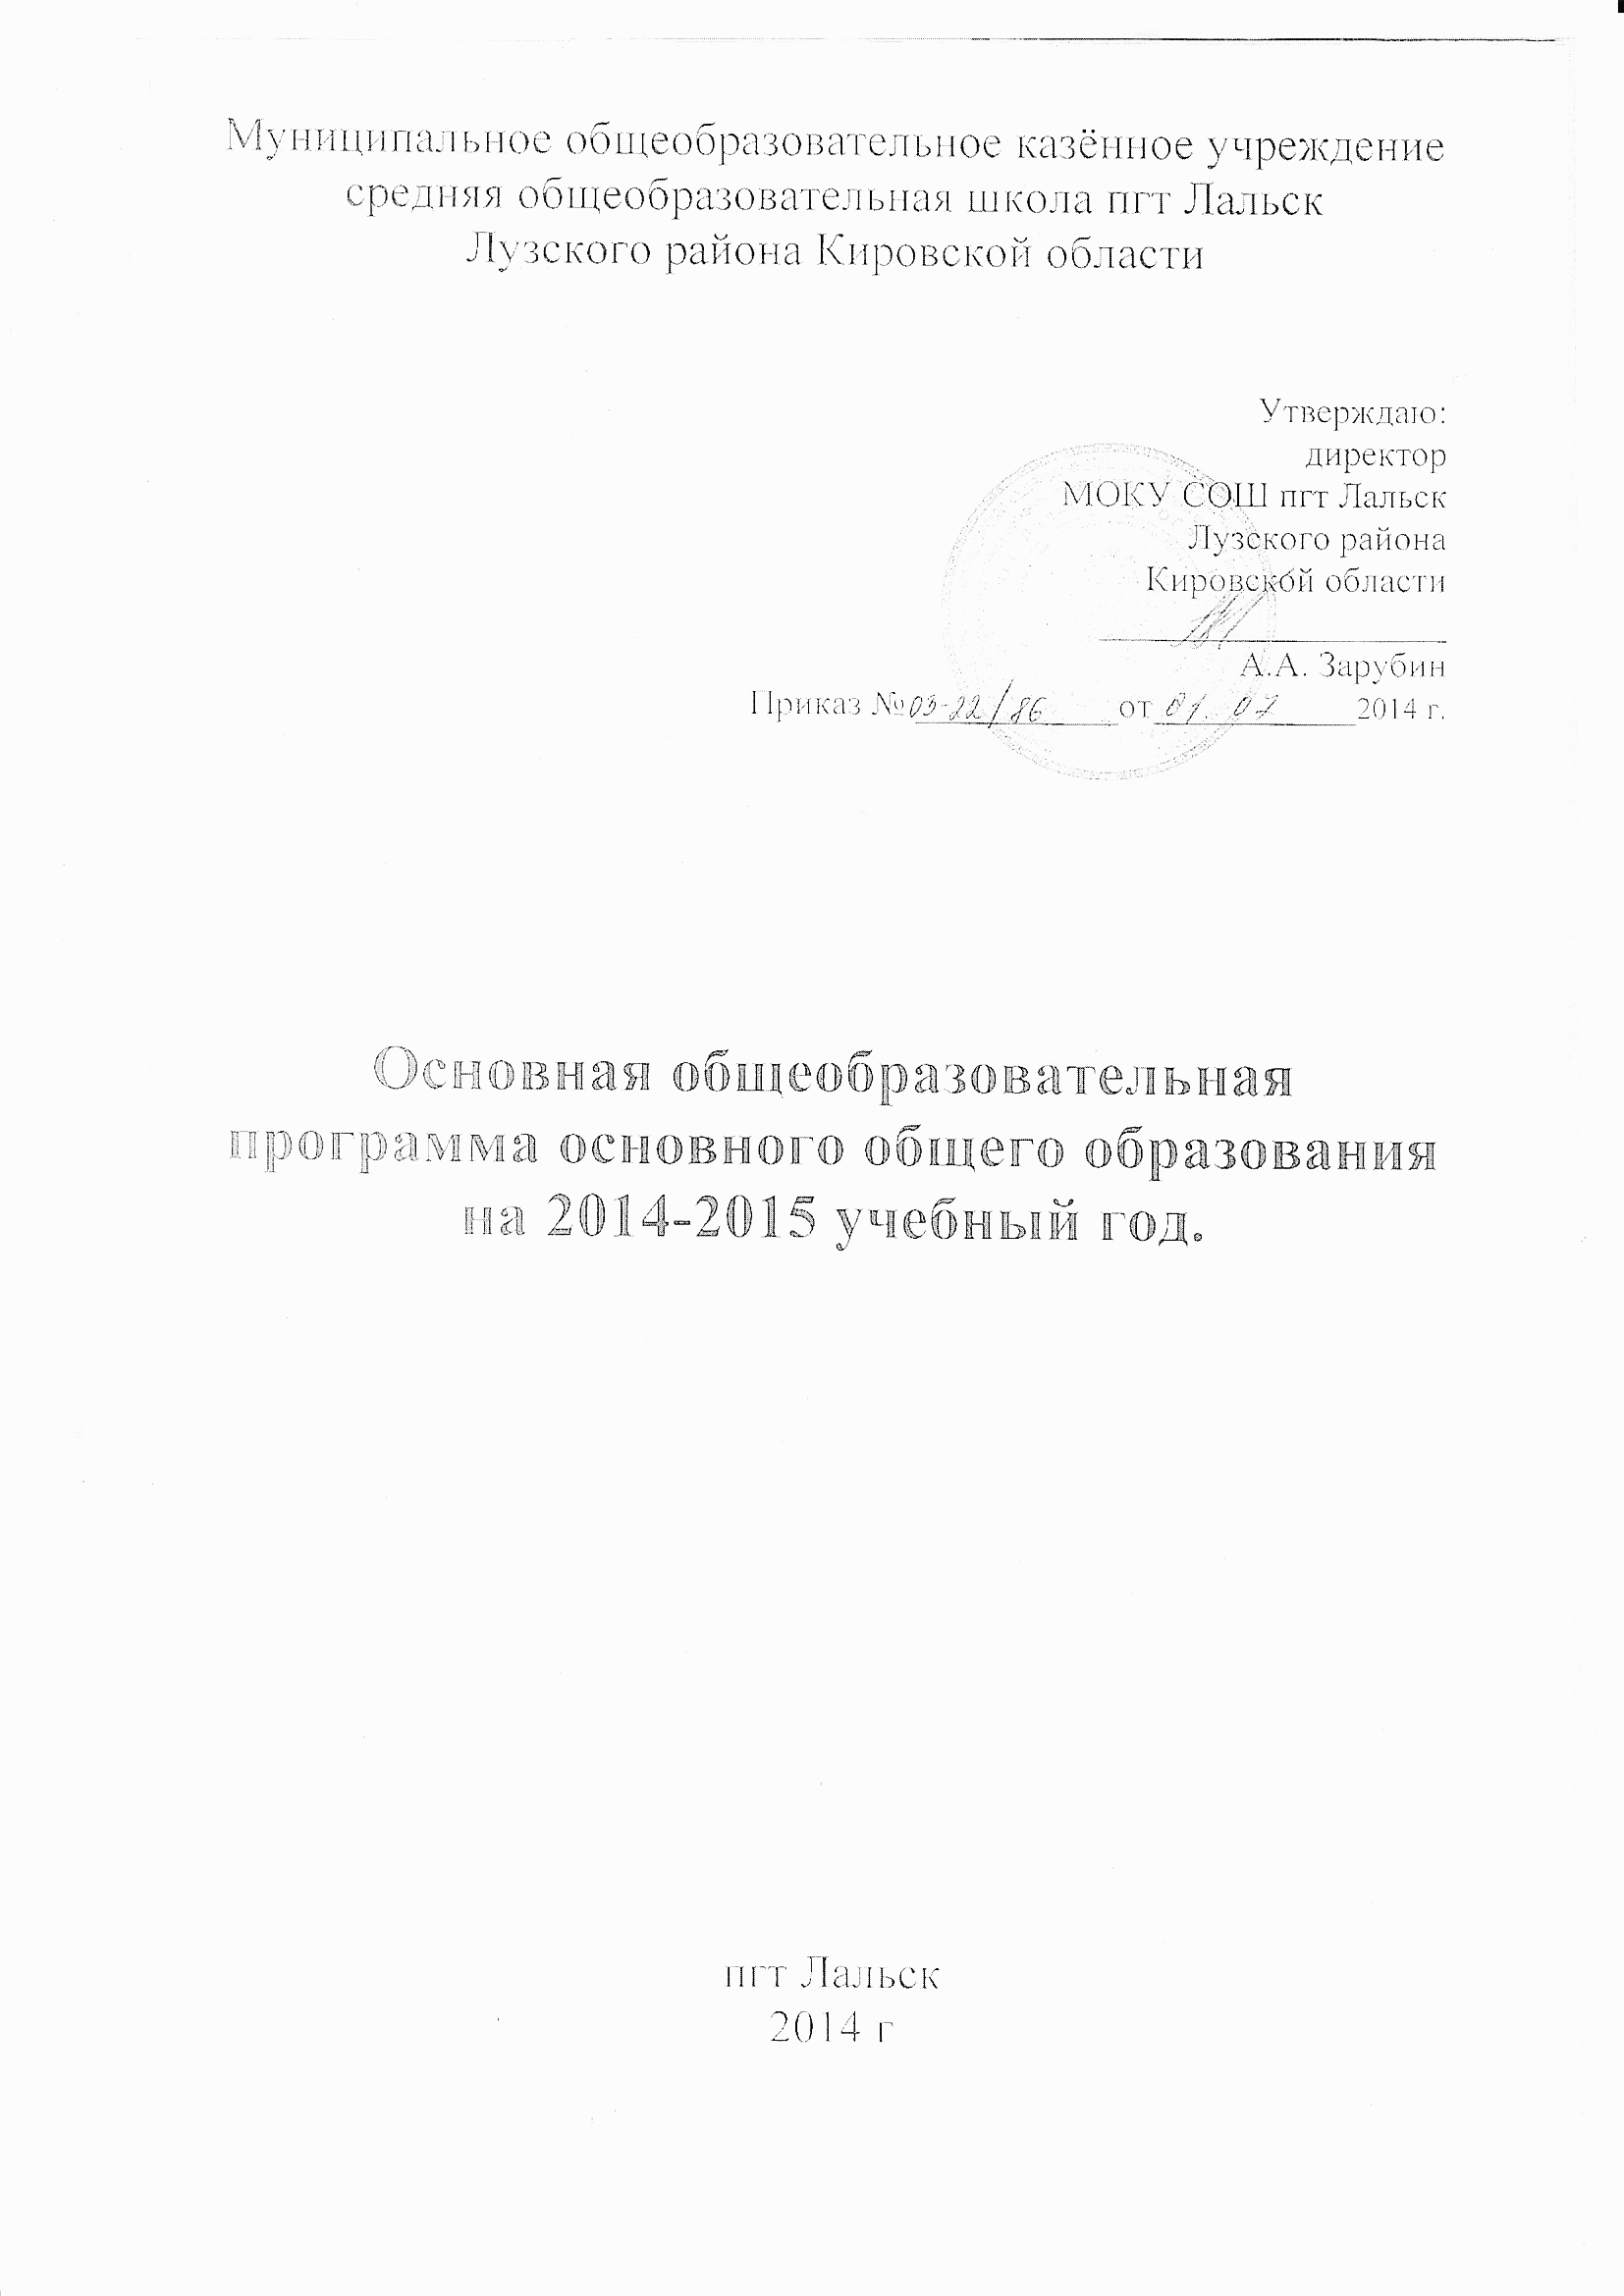 Муниципальное общеобразовательное казённое учреждение
средняя общеобразовательная школа пгт Лальск
Лузского района Кировской области
Утверждаю:
директор
МОКУ СОШ пгт Лальск
Лузского района
Кировской области
А.А. Зарубин
Приказ №03-22/86 от 01.07 2014 г.
Основная общеобразовательная
программа основного общего образования
на 2014-2015 учебный год.
пгт Лальск
2014 г